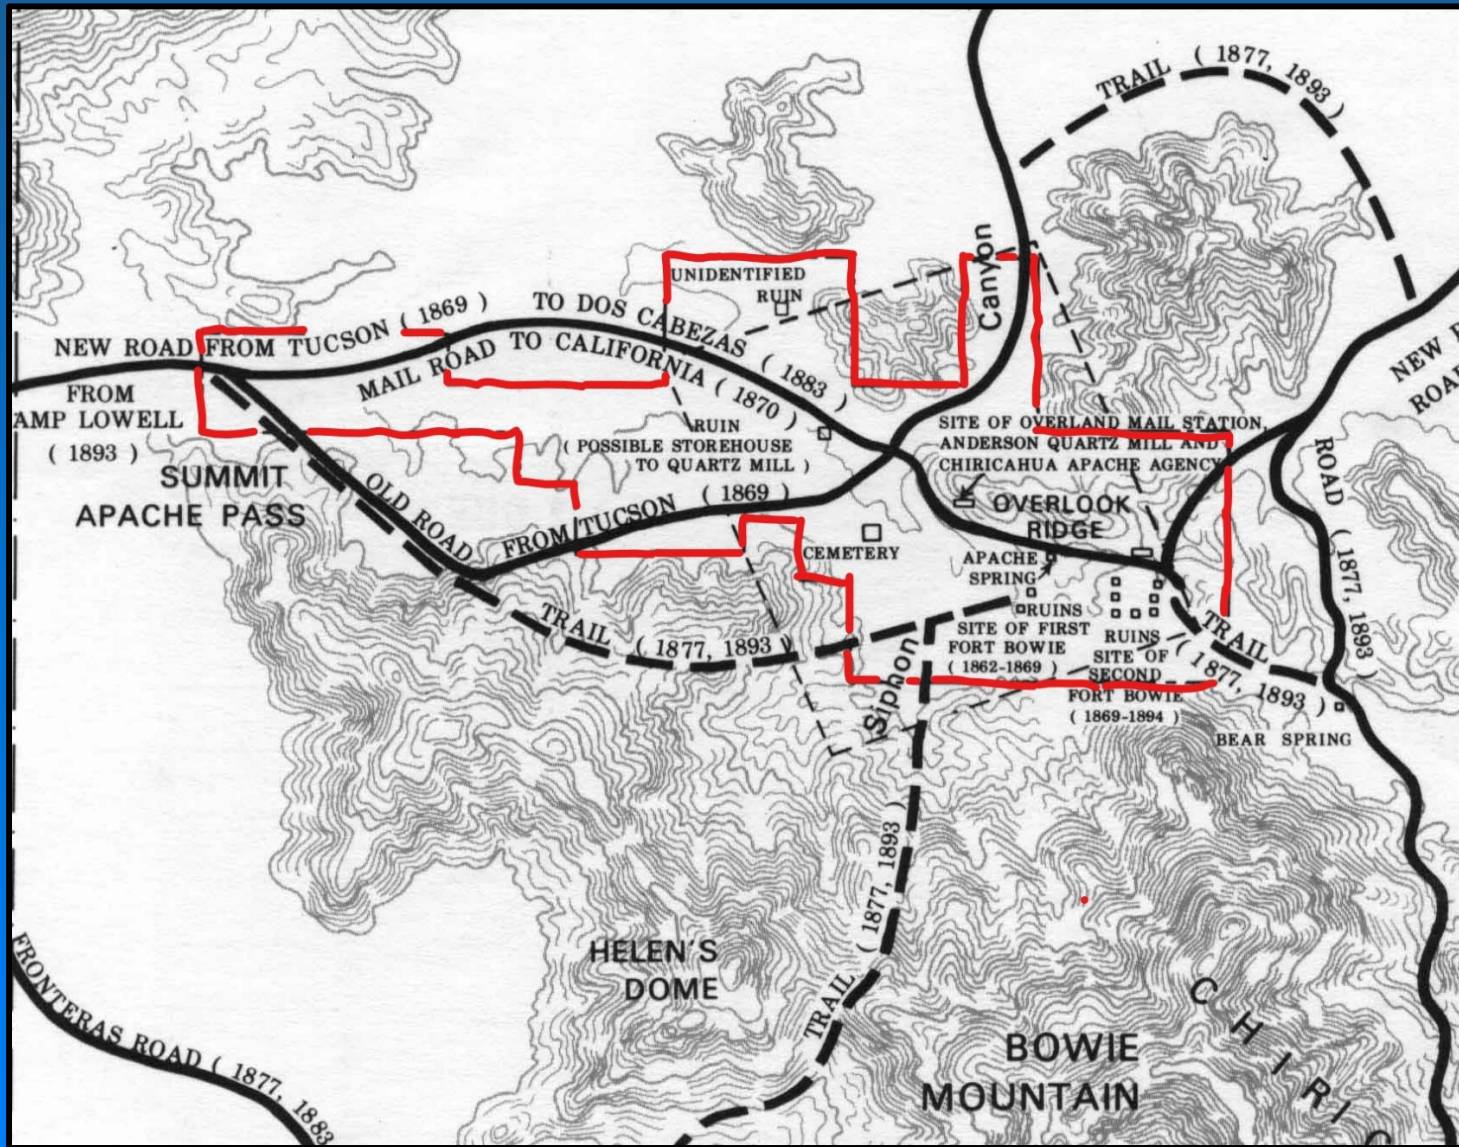 TRAIL ( 1877, 1893 )
Canyon
UNIDENTIFIED
RUIN
NEW ROAD FROM TUCSON ( 1869 )
TO DOS CABEZAS ( 1883 )
MAIL ROAD TO CALIFORNIA ( 1870 )
FROM
AMP LOWELL
( 1893 )
SUMMIT
APACHE PASS
RUIN
( POSSIBLE STOREHOUSE
TO QUARTZ MILL )
SITE OF OVERLAND MAIL STATION,
ANDERSON QUARTZ MILL AND
CHIRICAHUA APACHE AGENCY
NEW
ROAD
ROAD ( 1877, 1893 )
OLD ROAD
FROM TUCSON ( 1869 )
OVERLOOK
RIDGE
CEMETERY
APACHE
SPRING
RUINS
SITE OF FIRST
FORT BOWIE
( 1862-1869 )
RUINS
SITE OF
SECOND
FORT BOWIE
( 1869-1894 )
TRAIL ( 1877, 1893 )
TRAIL ( 1877, 1893 )
Siphon
BEAR SPRING
TRAIL ( 1877, 1893 )
HELEN'S
DOME
BOWIE
MOUNTAIN
CHIRIC
FRONTERAS ROAD ( 1877, 1883